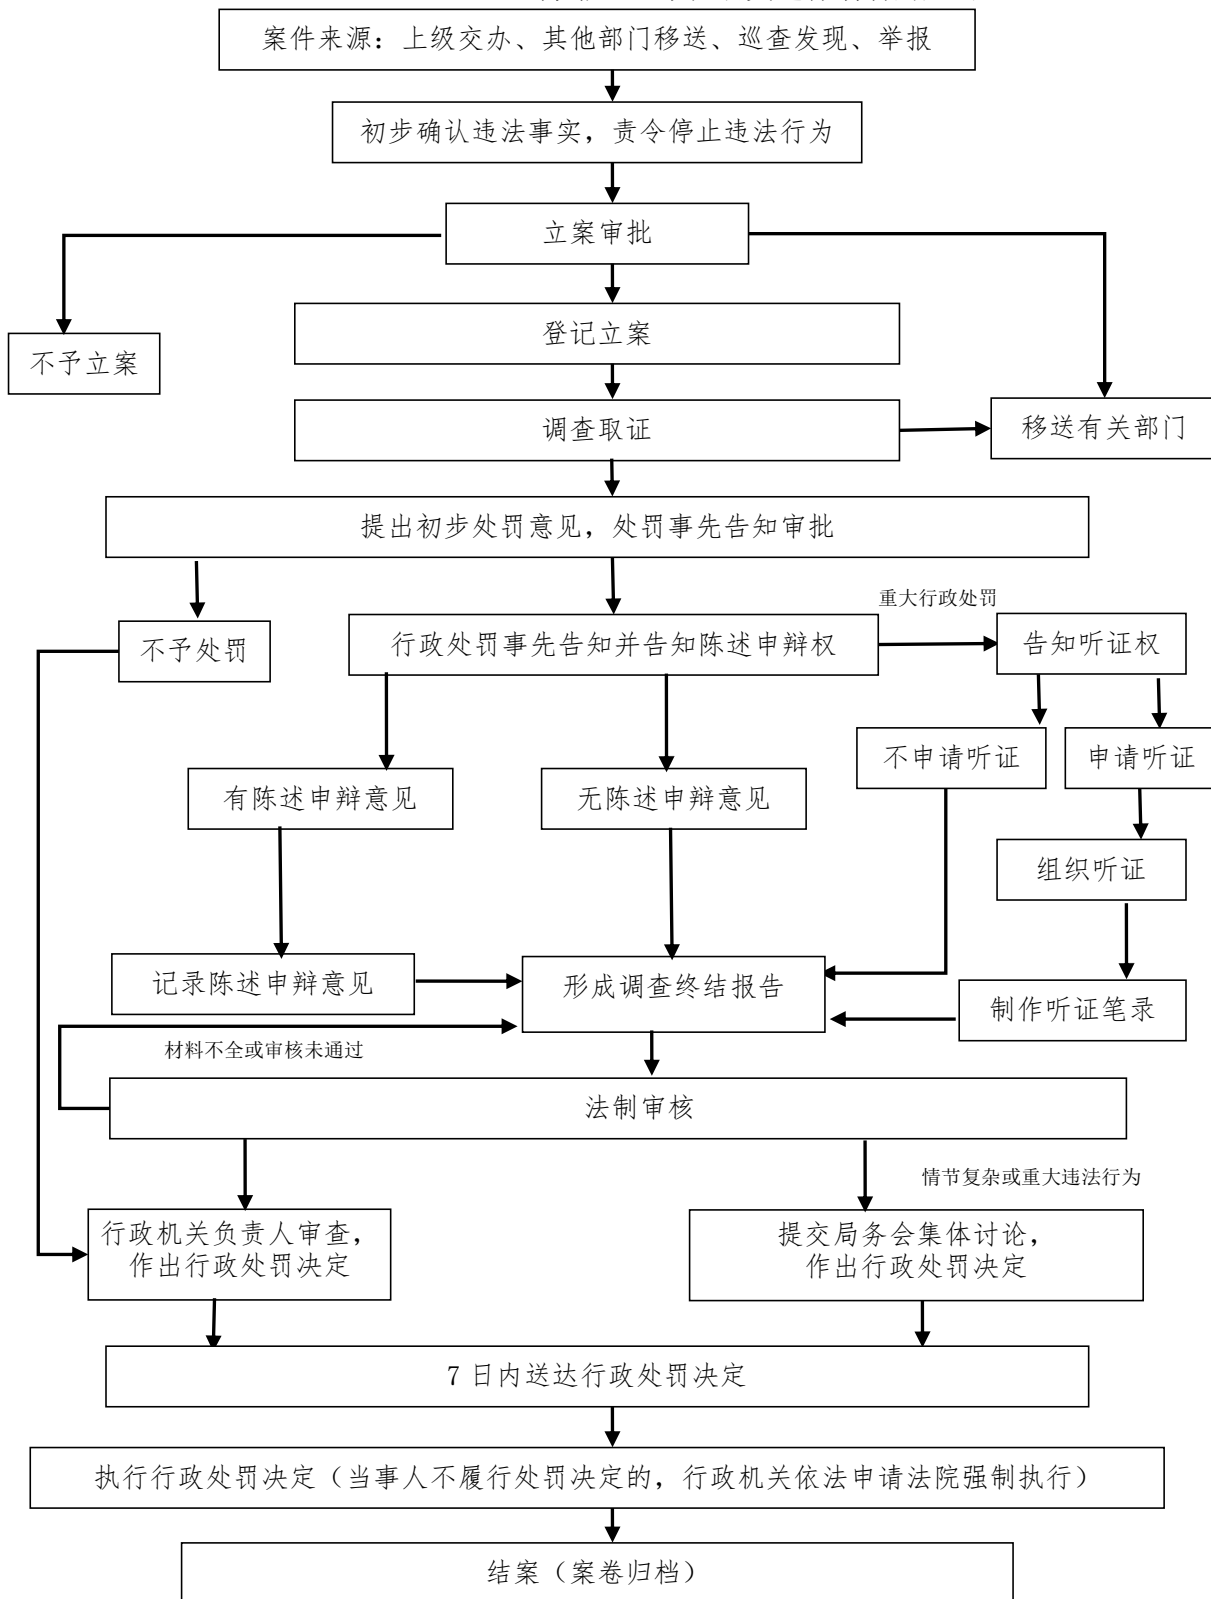 案件来源：上级交办、其他部门移送、巡查发现、举报
初步确认违法事实，责令停止违法行为
立案审批
登记立案
不予立案
调查取证
移送有关部门
提出初步处罚意见，处罚事先告知审批
重大行政处罚
不予处罚
行政处罚事先告知并告知陈述申辩权
告知听证权
不申请听证
申请听证
有陈述申辩意见
无陈述申辩意见
组织听证
记录陈述申辩意见
形成调查终结报告
制作听证笔录
材料不全或审核未通过
法制审核
情节复杂或重大违法行为
行政机关负责人审查，
作出行政处罚决定
提交局务会集体讨论，
作出行政处罚决定
7 日内送达行政处罚决定
执行行政处罚决定（当事人不履行处罚决定的，行政机关依法申请法院强制执行）
结案（案卷归档）